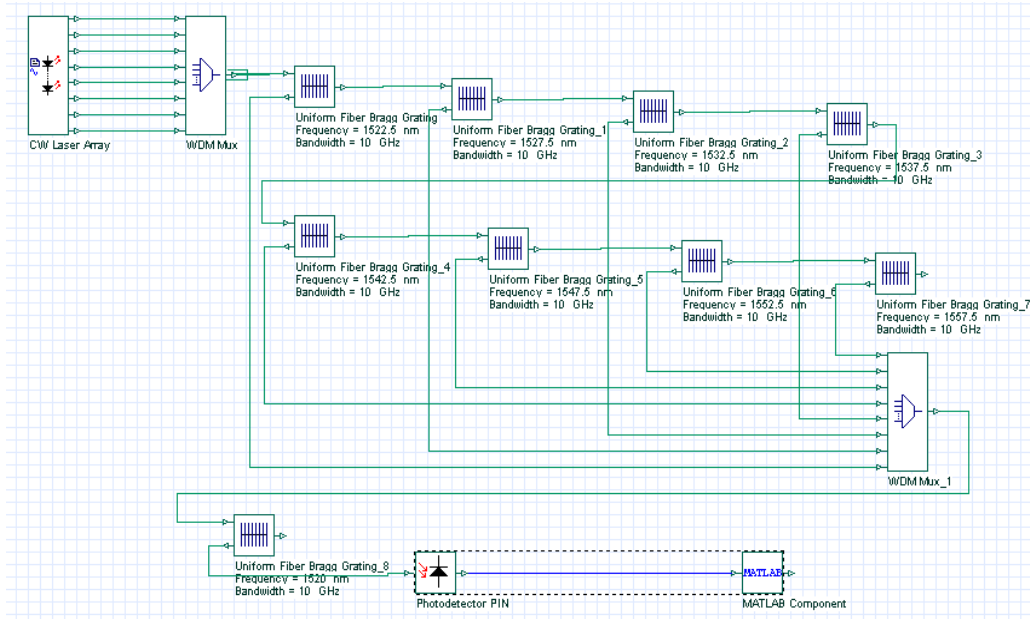 CW Laser Array
WDM Mux
Uniform Fiber Bragg Grating
Frequency = 1522.5 nm
Bandwidth = 10 GHz
Uniform Fiber Bragg Grating_1
Frequency = 1527.5 nm
Bandwidth = 10 GHz
Uniform Fiber Bragg Grating_2
Frequency = 1532.5 nm
Bandwidth = 10 GHz
Uniform Fiber Bragg Grating_3
Frequency = 1537.5 nm
Bandwidth = 10 GHz
Uniform Fiber Bragg Grating_4
Frequency = 1542.5 nm
Bandwidth = 10 GHz
Uniform Fiber Bragg Grating_5
Frequency = 1547.5 nm
Bandwidth = 10 GHz
Uniform Fiber Bragg Grating_6
Frequency = 1552.5 nm
Bandwidth = 10 GHz
Uniform Fiber Bragg Grating_7
Frequency = 1557.5 nm
Bandwidth = 10 GHz
WDM Mux_1
Uniform Fiber Bragg Grating_8
Frequency = 1520 nm
Bandwidth = 10 GHz
Photodetector PIN
MATLAB
MATLAB Component